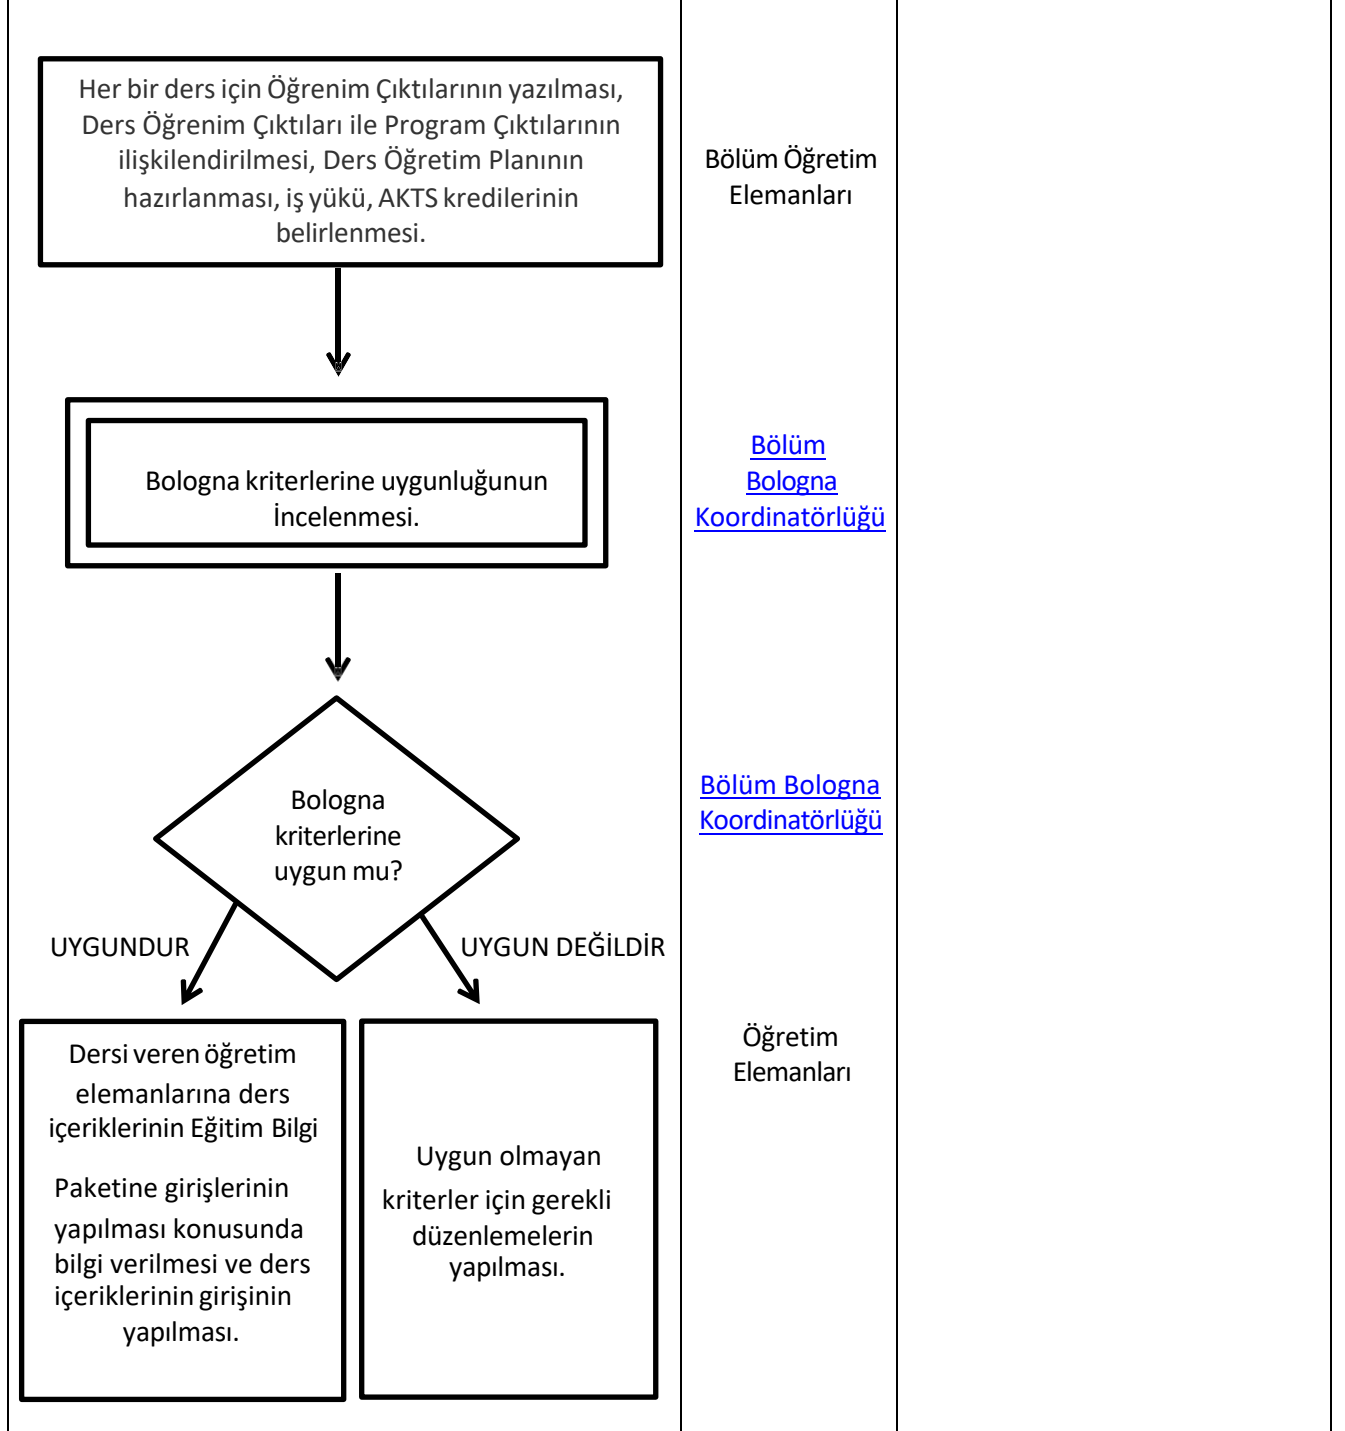 Her bir ders için Öğrenim Çıktılarının yazılması,
Ders Öğrenim Çıktıları ile Program Çıktılarının
ilişkilendirilmesi, Ders Öğretim Planının
hazırlanması, iş yükü, AKTS kredilerinin
belirlenmesi.
Bölüm Öğretim
Elemanları
Bologna kriterlerine uygunluğunun
İncelenmesi.
Bölüm
Bologna
Koordinatörlüğü
Bologna
kriterlerine
uygun mu?
Bölüm Bologna
Koordinatörlüğü
UYGUNDUR
UYGUN DEĞİLDİR
Dersi veren öğretim
elemanlarına ders
içeriklerinin Eğitim Bilgi
Paketine girişlerinin
yapılması konusunda
bilgi verilmesi ve ders
içeriklerinin girişinin
yapılması.
Uygun olmayan
kriterler için gerekli
düzenlemelerin
yapılması.
Öğretim
Elemanları